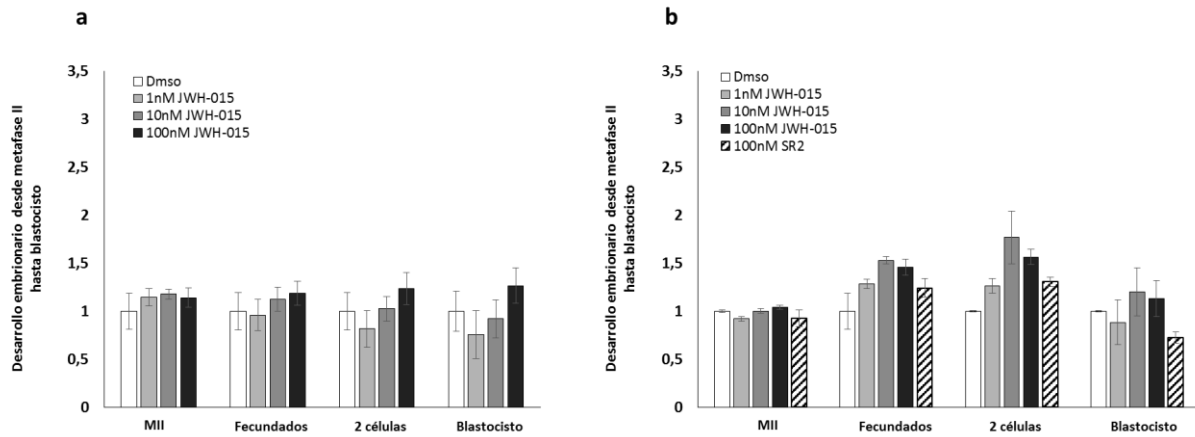 a
Desarrollo embrionario desde metafase II
hasta blastocisto
3,5
3
2,5
2
1,5
1
0,5
0
Dmso
1nM JWH-015
10nM JWH-015
100nM JWH-015
MII
Fecundados
2 células
Blastocisto
b
Desarrollo embrionario desde metafase II
hasta blastocisto
3,5
3
2,5
2
1,5
1
0,5
0
Dmso
1nM JWH-015
10nM JWH-015
100nM JWH-015
100nM SR2
MII
Fecundados
2 células
Blastocisto